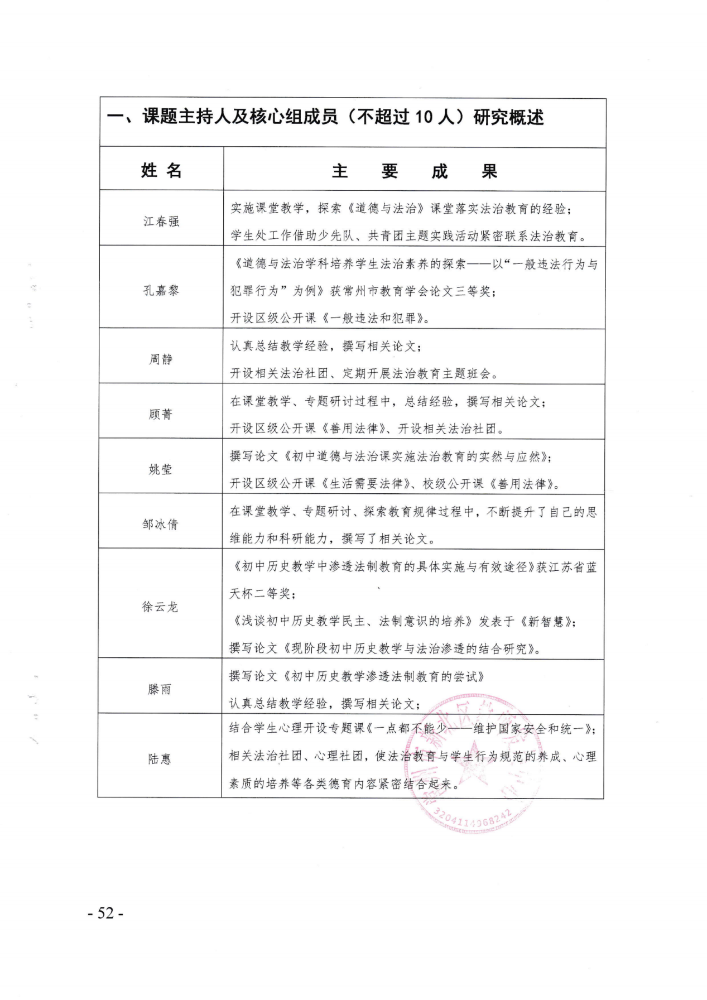 一、课题主持人及核心组成员（不超过10人）研究概述
姓 名
主 要 成 果
江春强
实施课堂教学，探索《道德与法治》课堂落实法治教育的经验；
学生处工作借助少先队、共青团主题实践活动紧密联系法治教育。
孔嘉黎
《道德与法治学科培养学生法治素养的探索——以“一般违法行为与
犯罪行为”为例》获常州市教育学会论文三等奖；
开设区级公开课《一般违法和犯罪》。
周静
认真总结教学经验，撰写相关论文；
开设相关法治社团、定期开展法治教育主题班会。
顾菁
在课堂教学、专题研讨过程中，总结经验，撰写相关论文；
开设区级公开课《善用法律》、开设相关法治社团。
姚莹
撰写论文《初中道德与法治课实施法治教育的实然与应然》；
开设区级公开课《生活需要法律》、校级公开课《善用法律》。
邹冰倩
在课堂教学、专题研讨、探索教育规律过程中，不断提升了自己的思
维能力和科研能力，撰写了相关论文。
徐云龙
《初中历史教学中渗透法制教育的具体实施与有效途径》获江苏省蓝
天杯二等奖；
《浅谈初中历史教学民主、法制意识的培养》发表于《新智慧》；
撰写论文《现阶段初中历史教学与法治渗透的结合研究》。
滕雨
撰写论文《初中历史教学渗透法制教育的尝试》
认真总结教学经验，撰写相关论文；
陆惠
结合学生心理开设专题课《一点都不能少——维护国家安全和统一》；
相关法治社团、心理社团，使法治教育与学生行为规范的养成、心理
素质的培养等各类德育内容紧密结合起来。
常州市新北区
3204114968242
- 52 -